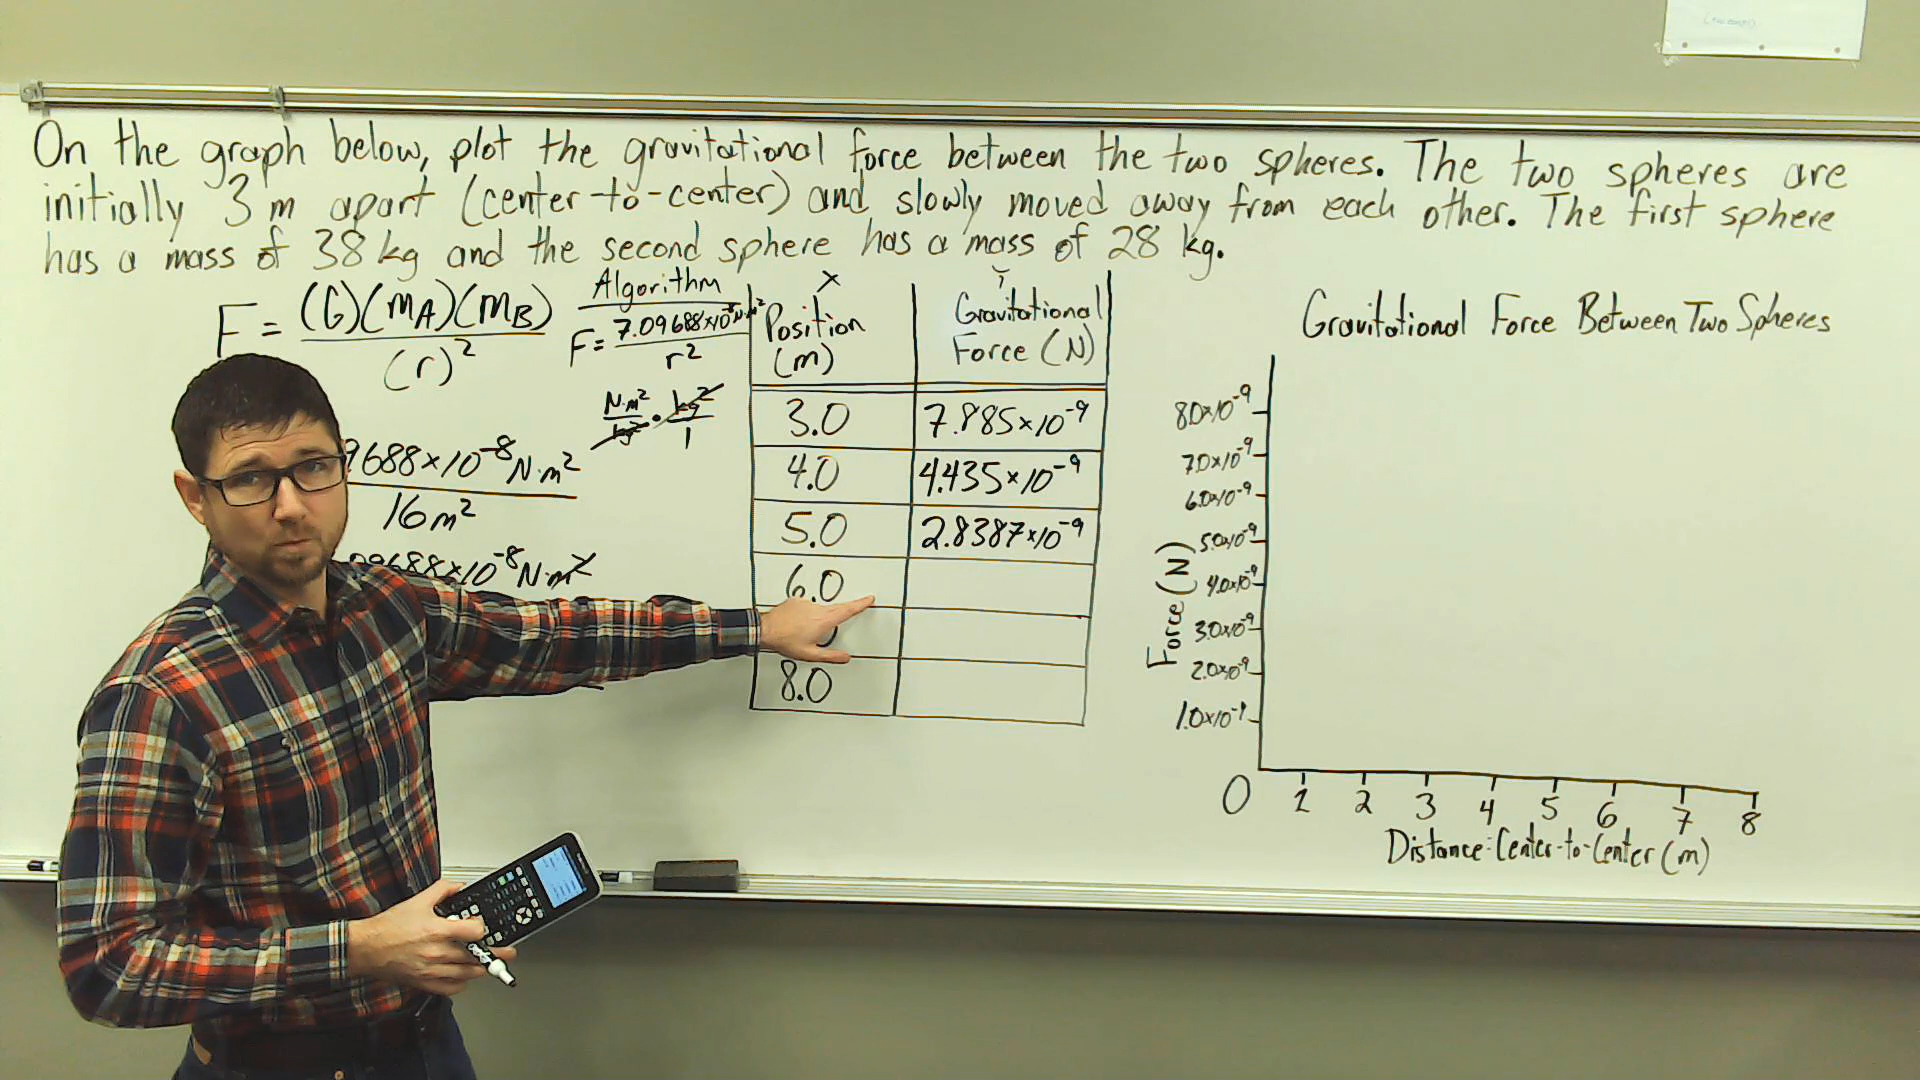 On the graph below, plot the gravitational force between the two spheres. The two spheres are
initially 3 m apart (center-to-center) and slowly moved away from each other. The first sphere
has a mass of 38 kg and the second sphere has a mass of 28 kg.
F = (G)(mA)(mB)
(r)²
Algorithm
F = 7.09688×10⁻⁸ N·m²
r²
N·m² · kg²
kg² 1
9688×10⁻⁸ N·m²
16 m²
09688×10⁻⁸ N·m²
x y
Position (m) Gravitational Force (N)
3.0 7.885×10⁻⁹
4.0 4.435×10⁻⁹
5.0 2.8387×10⁻⁹
6.0
8.0
Gravitational Force Between Two Spheres
8.0×10⁻⁹
7.0×10⁻⁹
6.0×10⁻⁹
5.0×10⁻⁹
4.0×10⁻⁹
3.0×10⁻⁹
2.0×10⁻⁹
1.0×10⁻⁹
Force (N)
0 1 2 3 4 5 6 7 8
Distance: Center-to-Center (m)